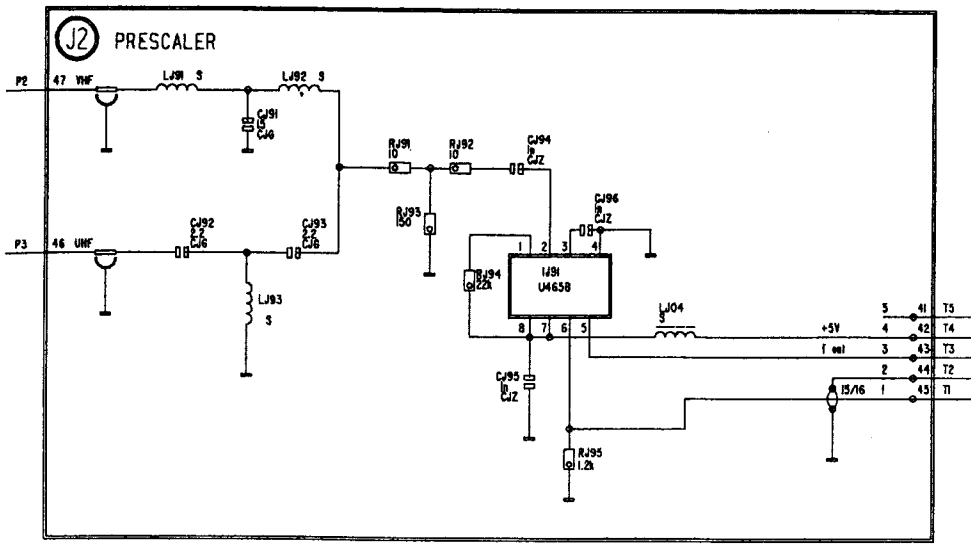 J2 PRESCALER
P2 47 VHF
LJ91 S
LJ92 S
CJ91
15
CJG
RJ91
10
RJ92
10
CJ94
1n
CJZ
RJ93
150
CJ96
1n
CJZ
P3 46 UHF
CJ92
2.2
CJG
CJ93
2.2
CJG
LJ93
S
1 2 3 4
RJ94
22k
IJ91
U465B
8 7 6 5
LJ04
S
5 41 T5
+5V 4 42 T4
f out 3 43 T3
2 44 T2
15/16 1 45 T1
CJ95
1n
CJZ
RJ95
1.2k